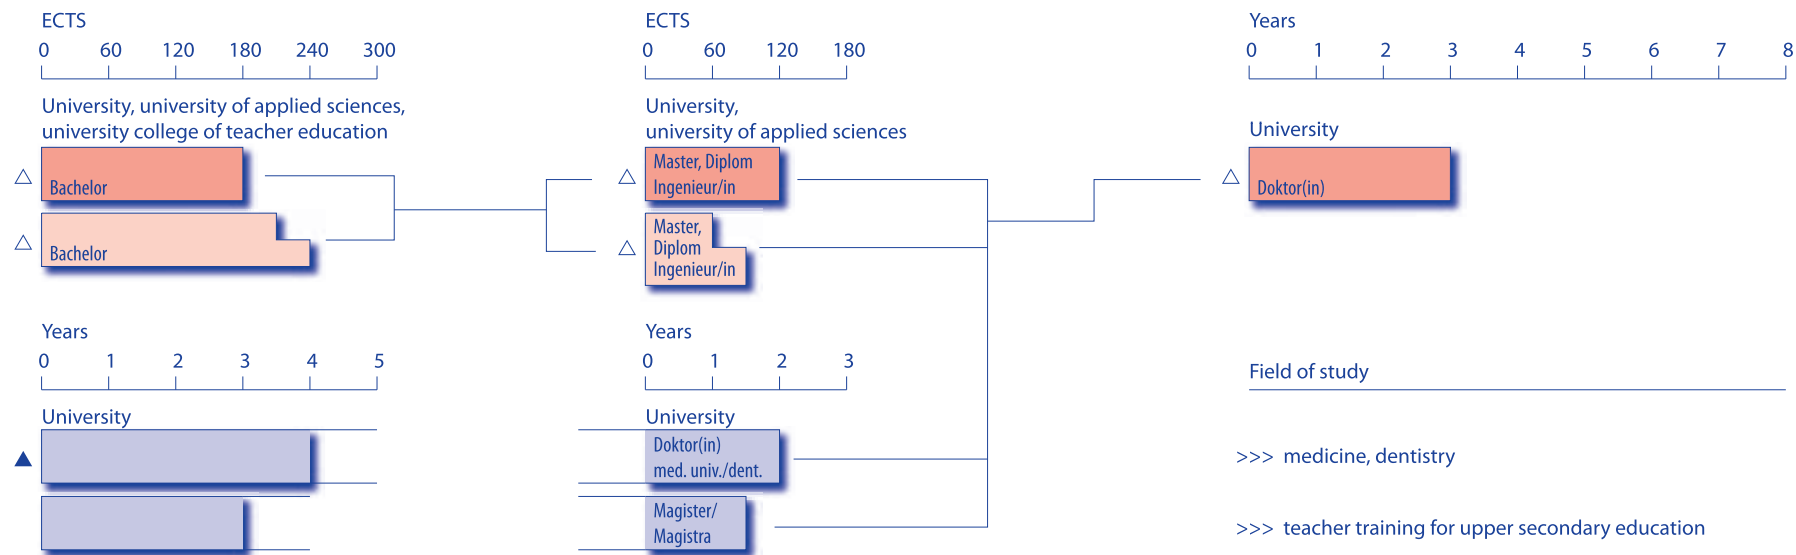 ECTS
0 60 120 180 240 300
University, university of applied sciences,
university college of teacher education
Bachelor
Bachelor
Years
0 1 2 3 4 5
University
ECTS
0 60 120 180
University,
university of applied sciences
Master, Diplom
Ingenieur/in
Master,
Diplom
Ingenieur/in
Years
0 1 2 3
University
Doktor(in)
med. univ./dent.
Magister/
Magistra
Years
0 1 2 3 4 5 6 7 8
University
Doktor(in)
Field of study
>>> medicine, dentistry
>>> teacher training for upper secondary education